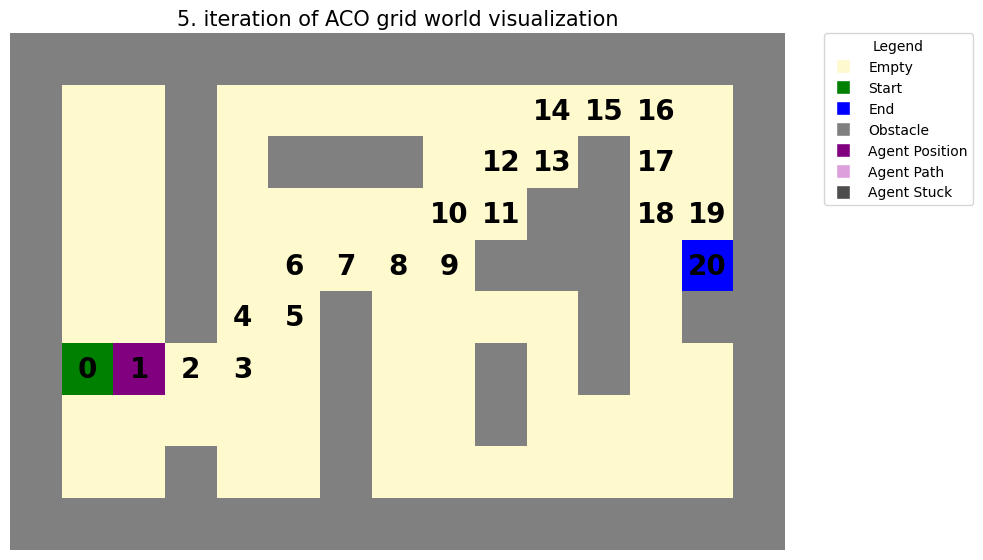 5. iteration of ACO grid world visualization
Legend
Empty
Start
End
Obstacle
Agent Position
Agent Path
Agent Stuck
14 15 16
12 13 17
10 11 18 19
6 7 8 9 20
4 5
0 1 2 3